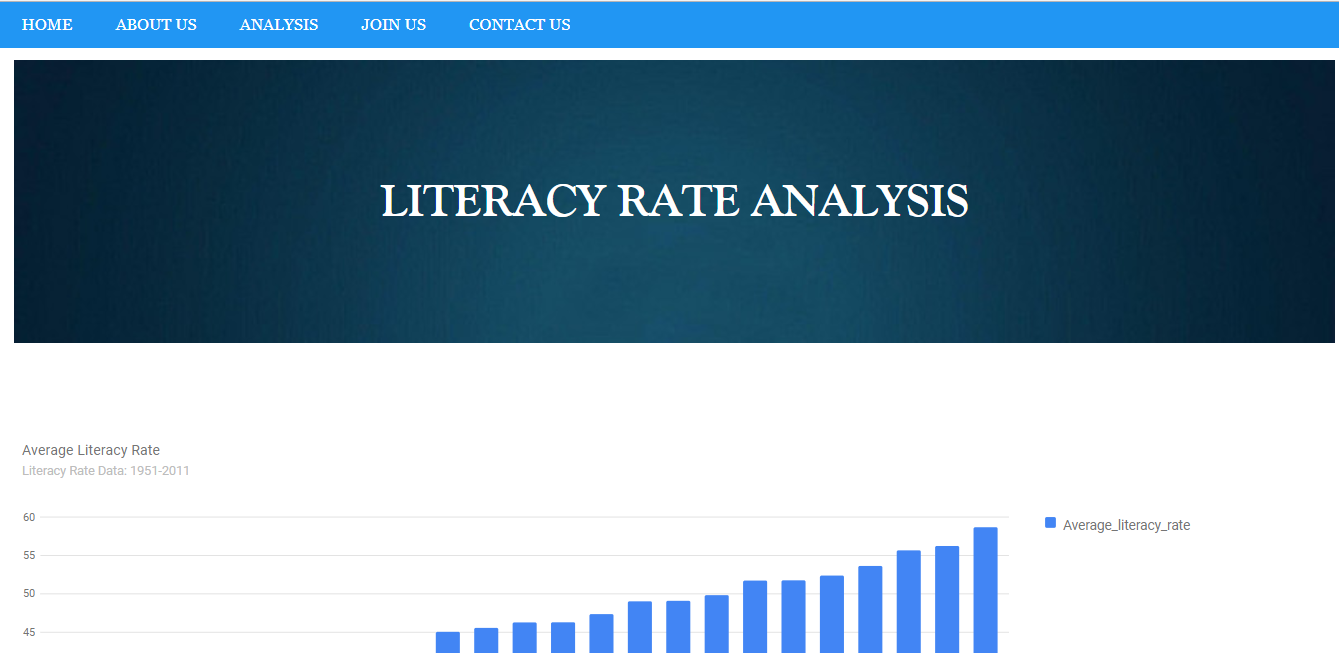 HOME ABOUT US ANALYSIS JOIN US CONTACT US
LITERACY RATE ANALYSIS
Average Literacy Rate
Literacy Rate Data: 1951-2011
60
Average_literacy_rate
55
50
45